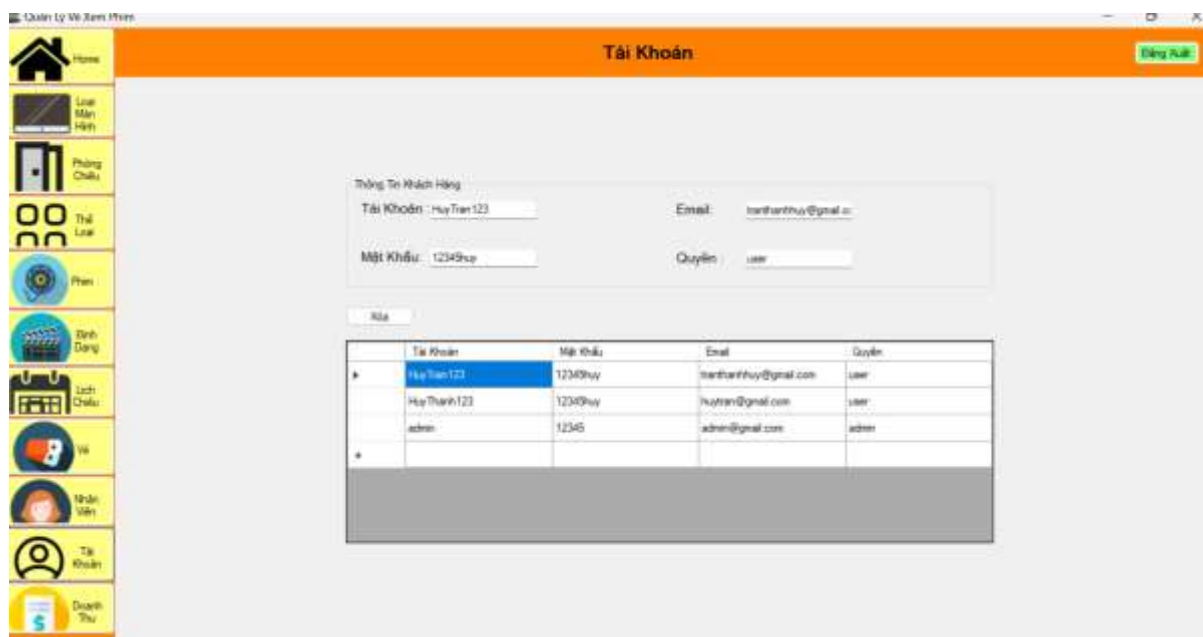 Quản Lý Vé Xem Phim
Tài Khoản
Đăng Xuất
Home
Loại
Màn
Hình
Phòng
Chiếu
Thể
Loại
Phim
Định
Dạng
Lịch
Chiếu
Vé
Nhân
Viên
Tài
Khoản
Doanh
Thu
Thông Tin Khách Hàng
Tài Khoản : HuyTran123 Email: tranthanhhuy@gmail.co
Mật Khẩu: 12345huy Quyền : user
Xóa
Tài Khoản Mật Khẩu Email Quyền
HuyTran123 12345huy tranthanhhuy@gmail.com user
HuyThanh123 12345huy huytran@gmail.com user
admin 12345 admin@gmail.com admin